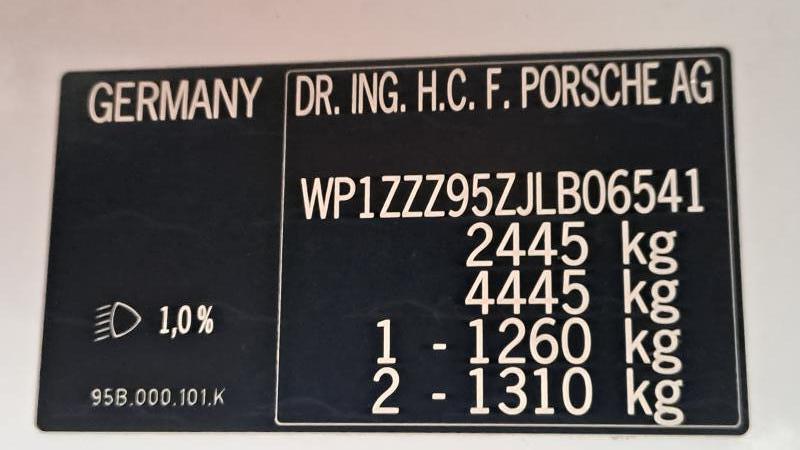 GERMANY
DR. ING. H.C. F. PORSCHE AG
WP1ZZZ95ZJLB06541
2445 kg
4445 kg
1 - 1260 kg
2 - 1310 kg
1,0 %
95B.000.101.K